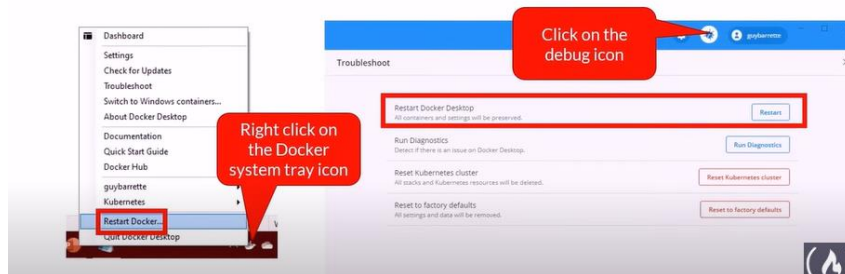 Dashboard
Settings
Check for Updates
Troubleshoot
Switch to Windows containers...
About Docker Desktop
Documentation
Quick Start Guide
Docker Hub
guybarrette
Kubernetes
Restart Docker...
Quit Docker Desktop
Right click on
the Docker
system tray icon
Click on the
debug icon
guybarrette
Troubleshoot
Restart Docker Desktop
All containers and settings will be preserved.
Restart
Run Diagnostics
Detect if there is an issue on Docker Desktop.
Run Diagnostics
Reset Kubernetes cluster
All stacks and Kubernetes resources will be deleted.
Reset Kubernetes cluster
Reset to factory defaults
All settings and data will be removed.
Reset to factory defaults